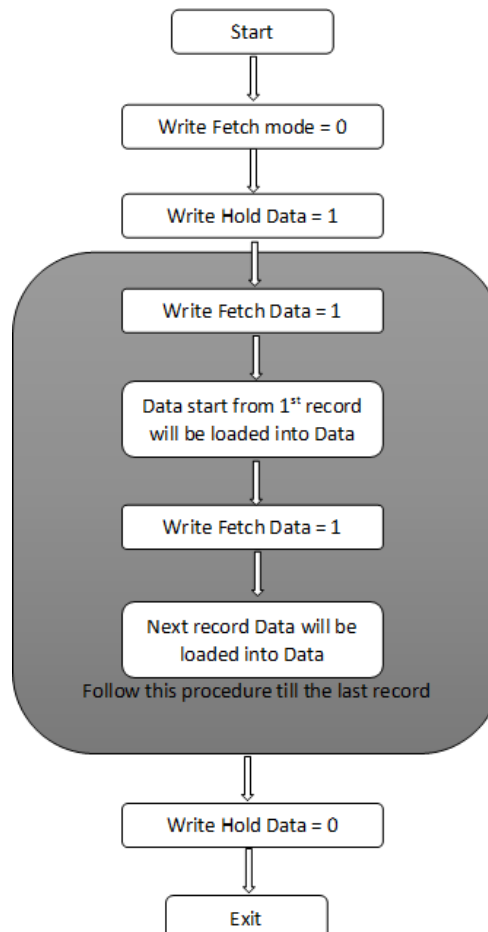 Start
Write Fetch mode = 0
Write Hold Data = 1
Write Fetch Data = 1
Data start from 1st record
will be loaded into Data
Write Fetch Data = 1
Next record Data will be
loaded into Data
Follow this procedure till the last record
Write Hold Data = 0
Exit